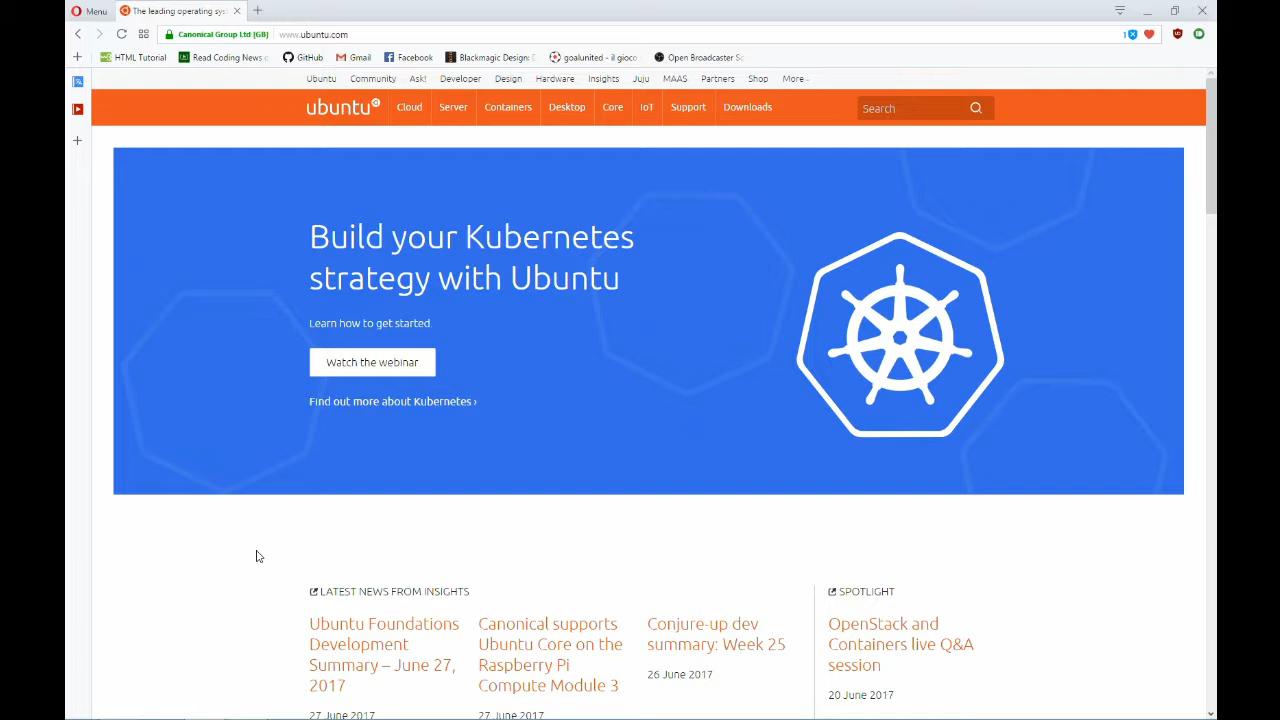 Menu
The leading operating sys
Canonical Group Ltd [GB]
www.ubuntu.com
1
HTML Tutorial
Read Coding News o
GitHub
Gmail
Facebook
Blackmagic Design:
goalunited - il gioco
Open Broadcaster So
Ubuntu Community Ask! Developer Design Hardware Insights Juju MAAS Partners Shop More
ubuntu Cloud Server Containers Desktop Core IoT Support Downloads
Search
Build your Kubernetes
strategy with Ubuntu
Learn how to get started.
Watch the webinar
Find out more about Kubernetes ›
LATEST NEWS FROM INSIGHTS
Ubuntu Foundations
Development
Summary – June 27,
2017
27 June 2017
Canonical supports
Ubuntu Core on the
Raspberry Pi
Compute Module 3
27 June 2017
Conjure-up dev
summary: Week 25
26 June 2017
SPOTLIGHT
OpenStack and
Containers live Q&A
session
20 June 2017